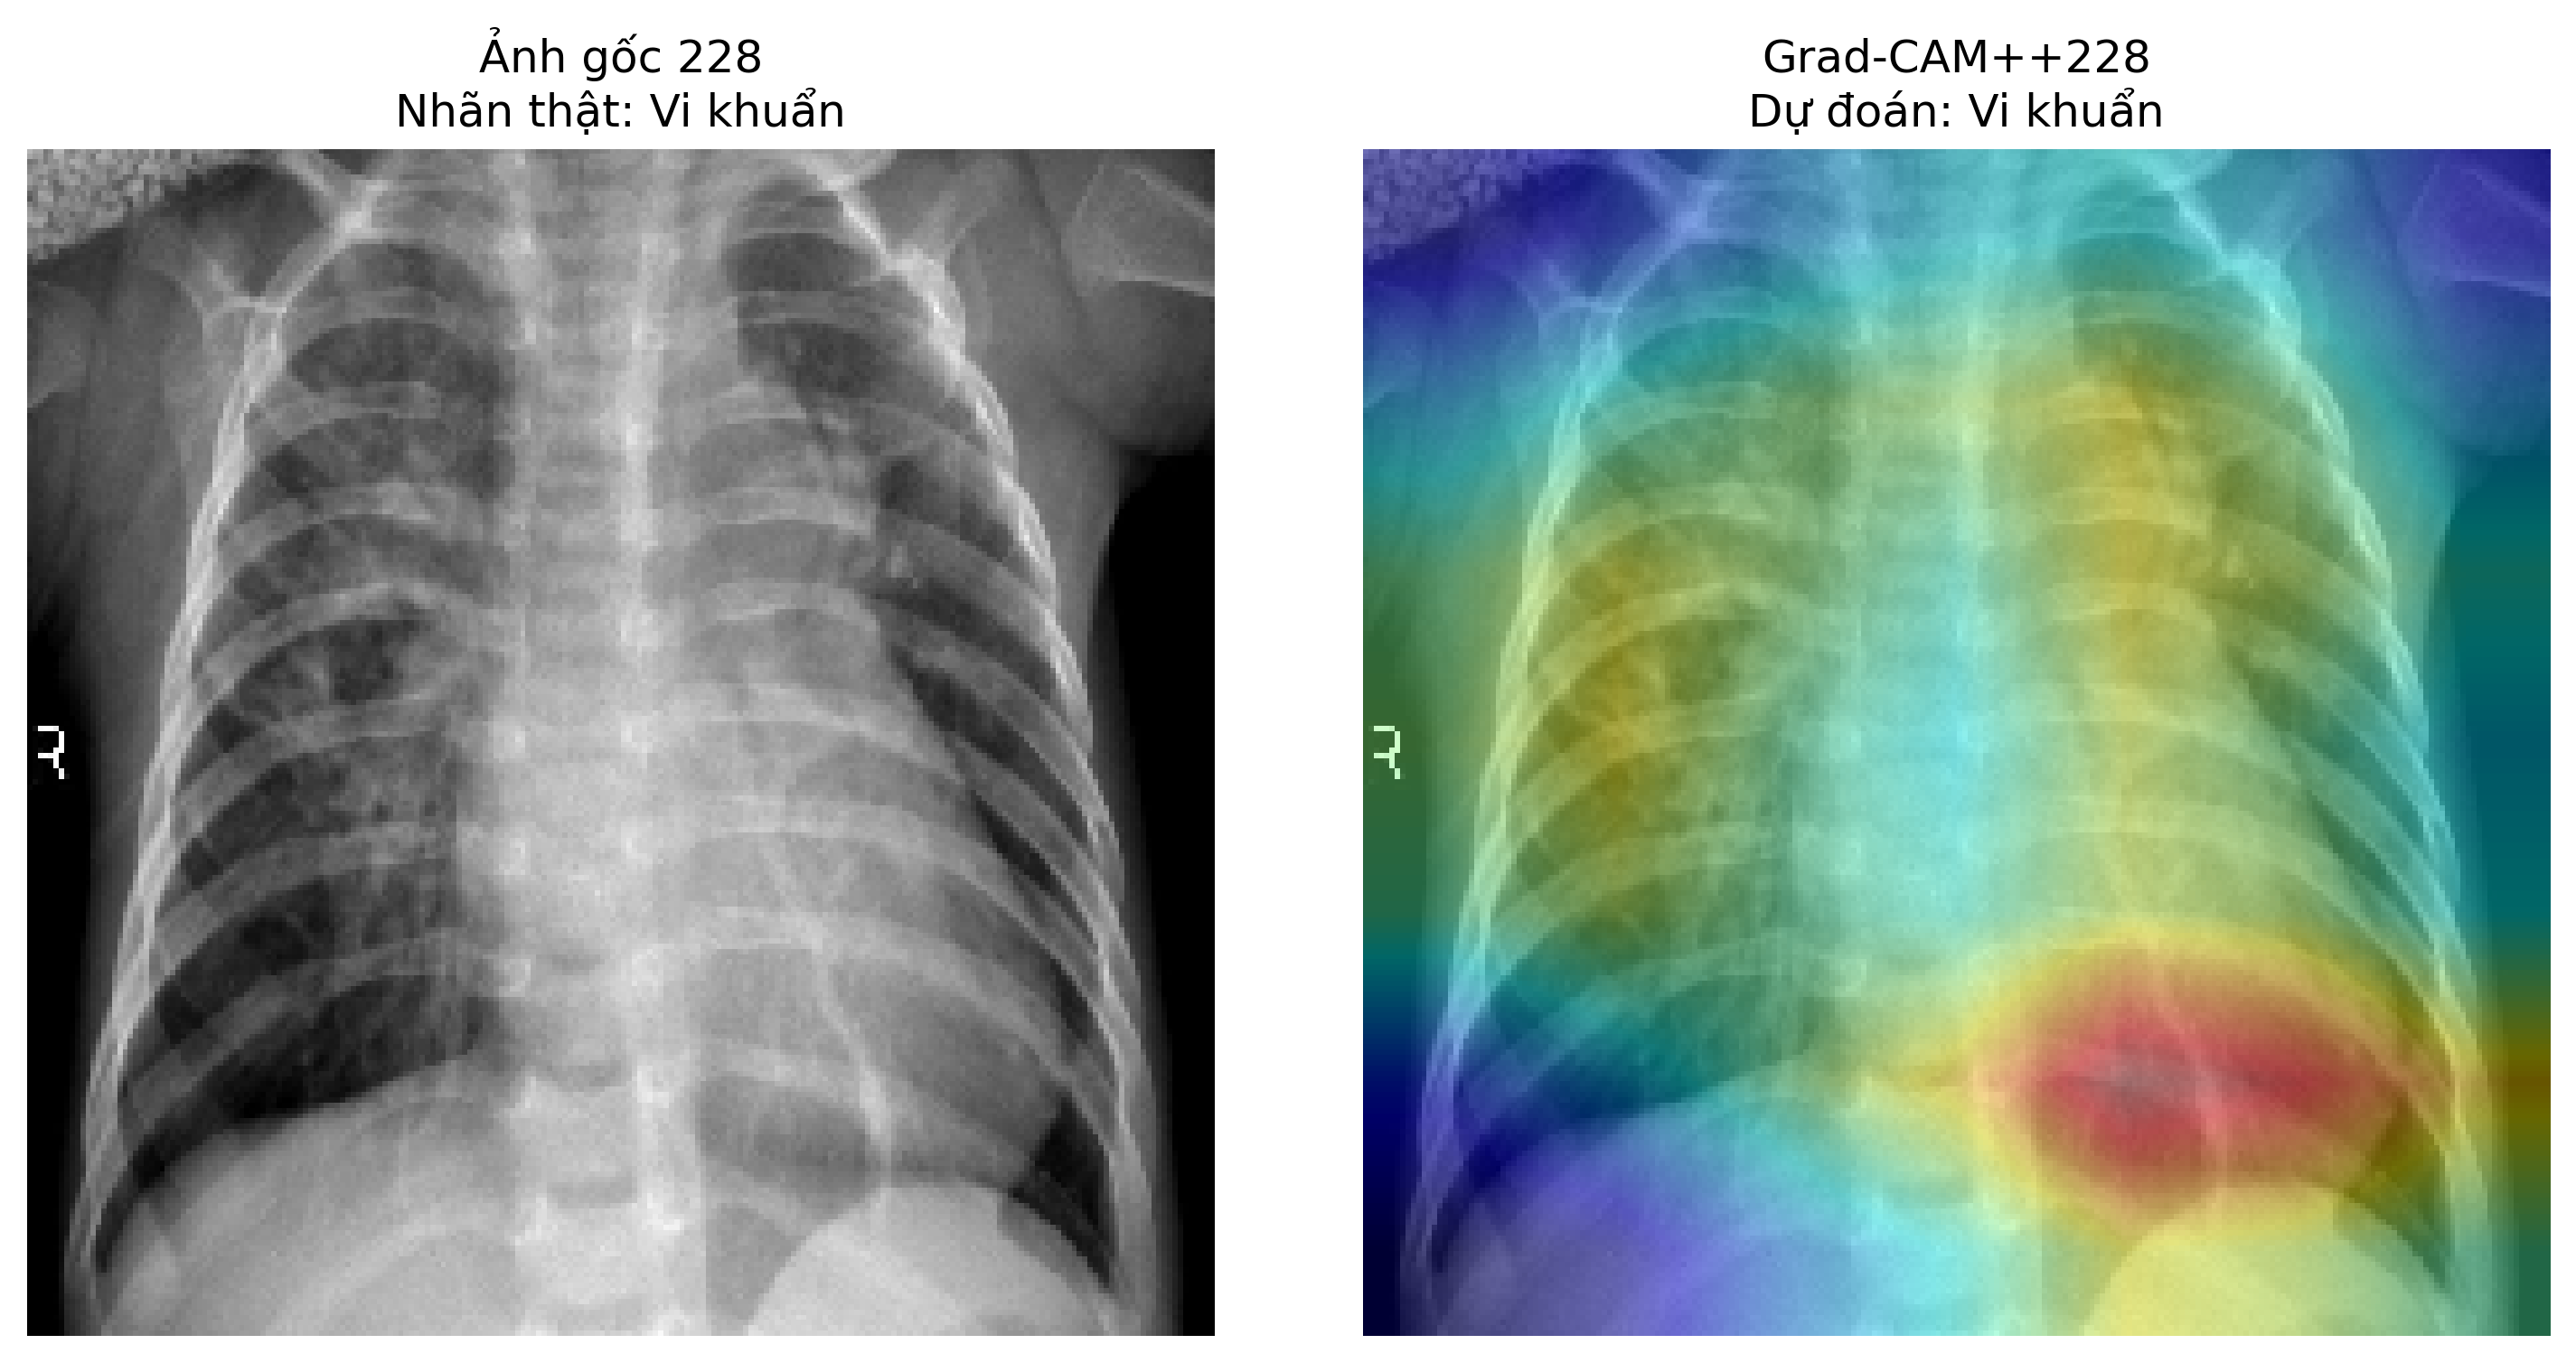 Ảnh gốc 228
Nhãn thật: Vi khuẩn
Grad-CAM++228
Dự đoán: Vi khuẩn